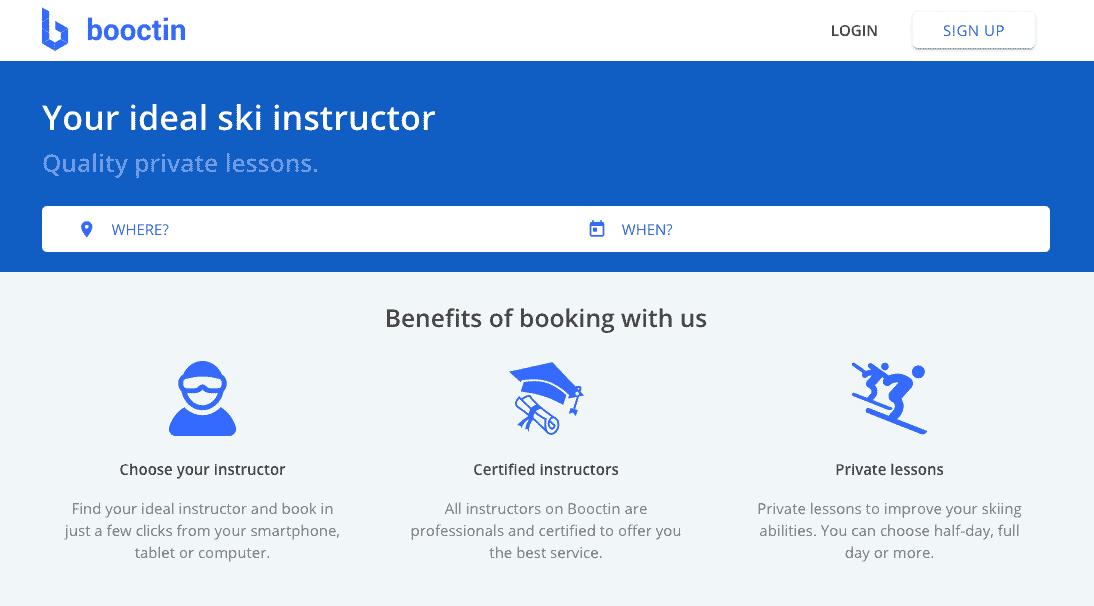 booctin
LOGIN
SIGN UP
Your ideal ski instructor
Quality private lessons.
WHERE?
WHEN?
Benefits of booking with us
Choose your instructor
Find your ideal instructor and book in
just a few clicks from your smartphone,
tablet or computer.
Certified instructors
All instructors on Booctin are
professionals and certified to offer you
the best service.
Private lessons
Private lessons to improve your skiing
abilities. You can choose half-day, full
day or more.